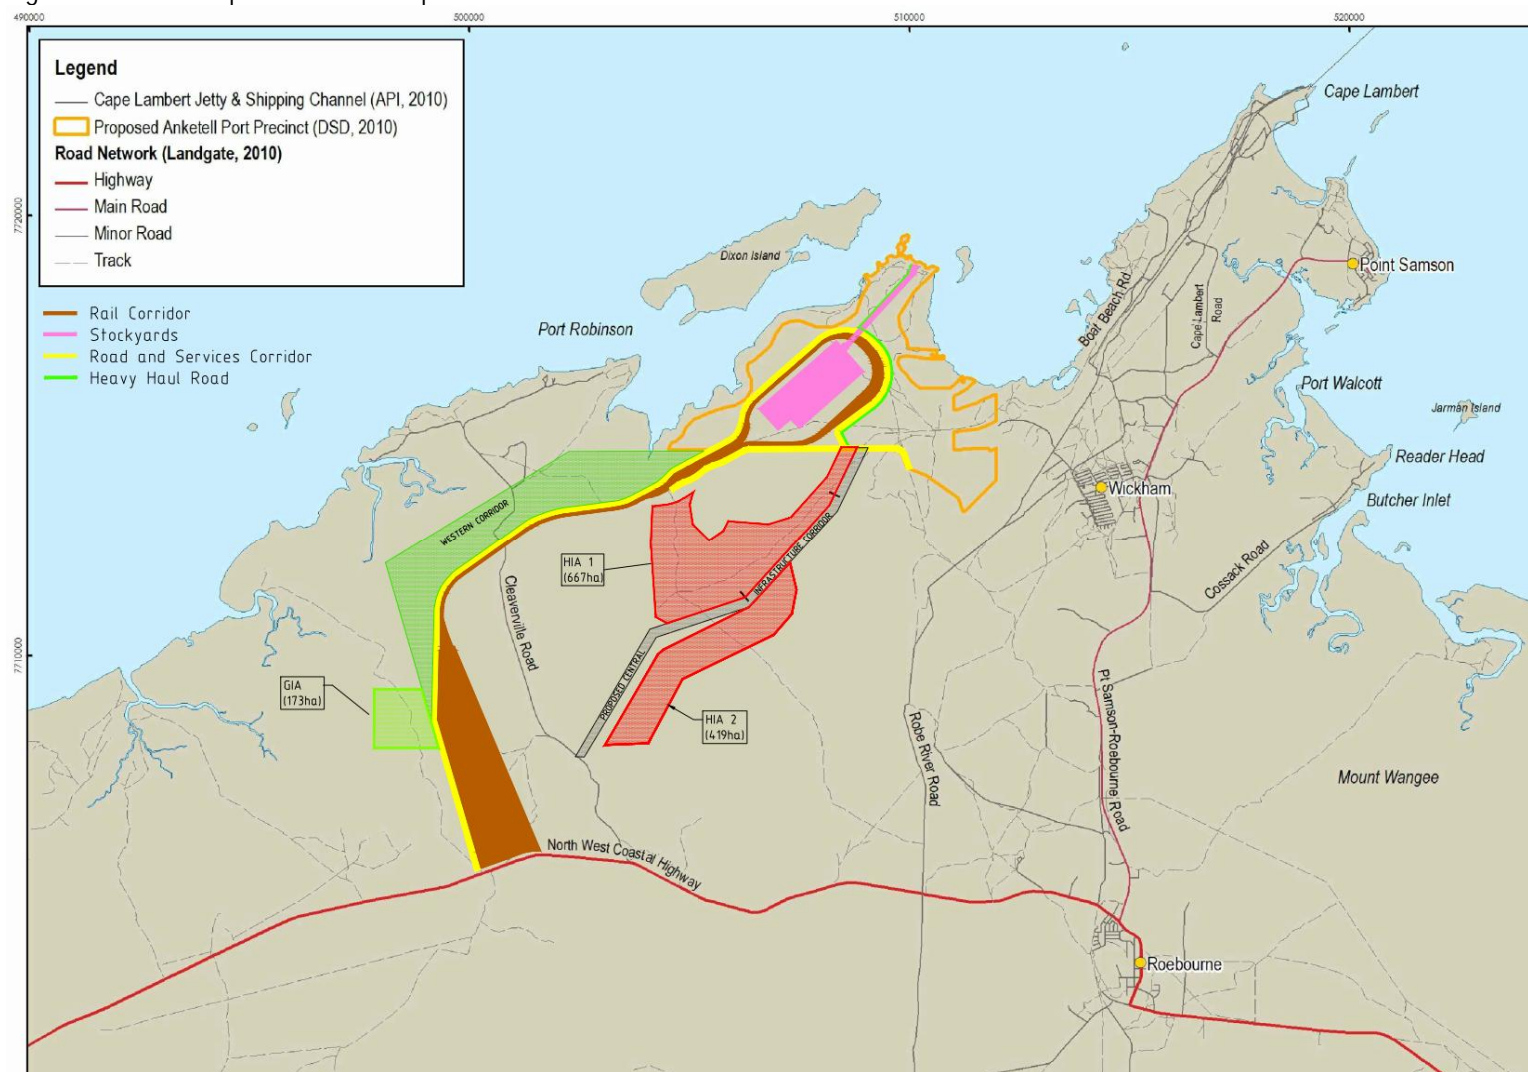 490000
500000
510000
520000
7720000
7710000
Legend
Cape Lambert Jetty & Shipping Channel (API, 2010)
Proposed Anketell Port Precinct (DSD, 2010)
Road Network (Landgate, 2010)
Highway
Main Road
Minor Road
Track
Rail Corridor
Stockyards
Road and Services Corridor
Heavy Haul Road
Cape Lambert
Dixon Island
Port Robinson
Boat Beach Rd
Cape Lambert
Road
Point Samson
Port Walcott
Jarman Island
Reader Head
Butcher Inlet
Wickham
Cossack Road
WESTERN CORRIDOR
HIA 1
(667ha)
INFRASTRUCTURE CORRIDOR
Cleaverville Road
PROPOSED CENTRAL
GIA
(173ha)
HIA 2
(419ha)
Robe River Road
Pt Samson-Roebourne Road
Mount Wangee
North West Coastal Highway
Roebourne